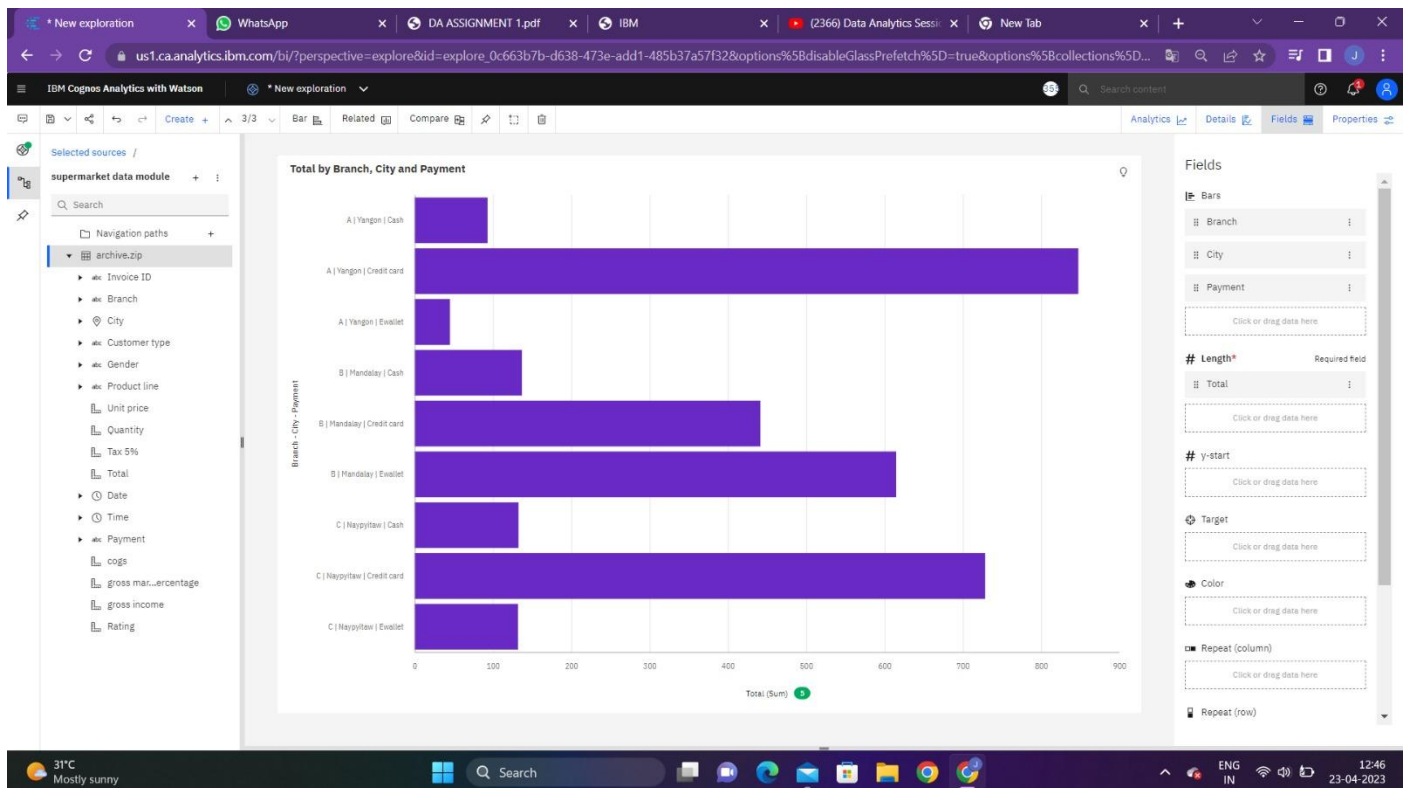 * New exploration
WhatsApp
DA ASSIGNMENT 1.pdf
IBM
(2366) Data Analytics Sessio
New Tab
us1.ca.analytics.ibm.com/bi/?perspective=explore&id=explore_0c663b7b-d638-473e-add1-485b37a57f32&options%5BdisableGlassPrefetch%5D=true&options%5Bcollections%5D...
J
IBM Cognos Analytics with Watson
* New exploration
Search content
1
Create +
3/3
Bar
Related
Compare
Analytics
Details
Fields
Properties
Selected sources /
supermarket data module
Search
Navigation paths
archive.zip
abc Invoice ID
abc Branch
City
abc Customer type
abc Gender
abc Product line
Unit price
Quantity
Tax 5%
Total
Date
Time
abc Payment
cogs
gross mar...ercentage
gross income
Rating
Total by Branch, City and Payment
Branch - City - Payment
A | Yangon | Cash
A | Yangon | Credit card
A | Yangon | Ewallet
B | Mandalay | Cash
B | Mandalay | Credit card
B | Mandalay | Ewallet
C | Naypyitaw | Cash
C | Naypyitaw | Credit card
C | Naypyitaw | Ewallet
0 100 200 300 400 500 600 700 800 900
Total (Sum) 5
Fields
Bars
Branch
City
Payment
Click or drag data here
# Length* Required field
Total
Click or drag data here
# y-start
Click or drag data here
Target
Click or drag data here
Color
Click or drag data here
Repeat (column)
Click or drag data here
Repeat (row)
31°C
Mostly sunny
Search
ENG
IN
12:46
23-04-2023